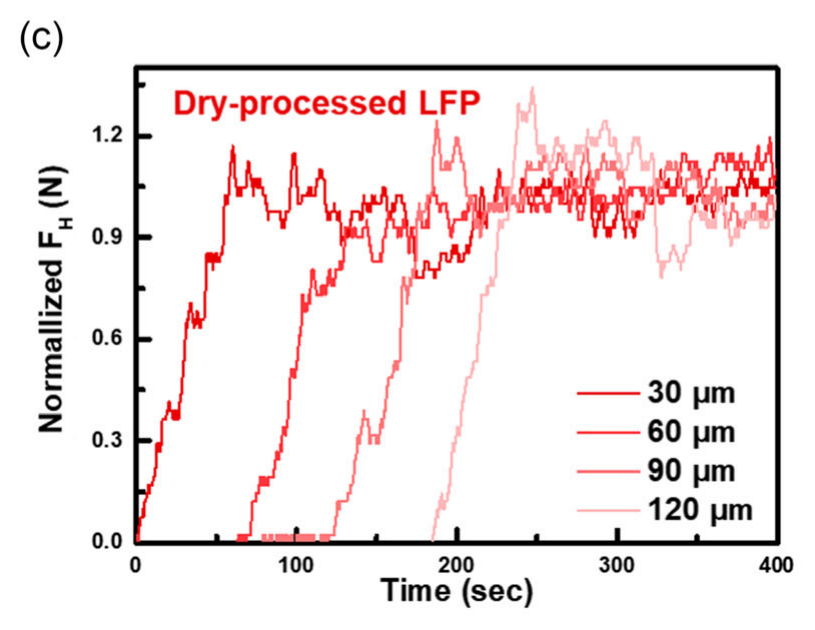 (c)
Dry-processed LFP
Normallized F_H (N)
1.2
0.9
0.6
0.3
0.0
30 µm
60 µm
90 µm
120 µm
0 100 200 300 400
Time (sec)